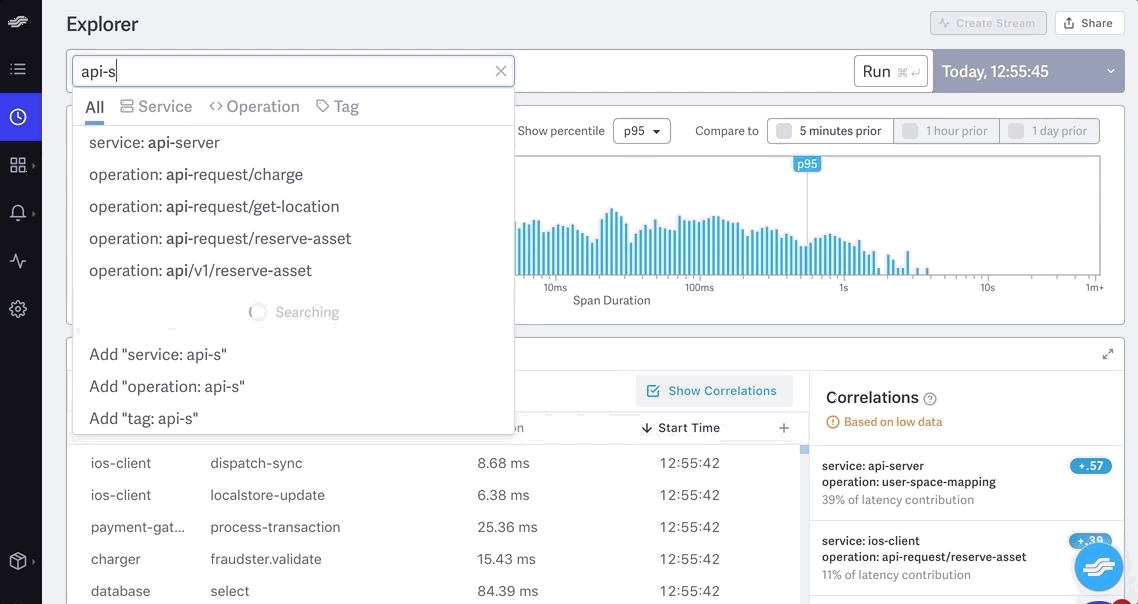 Explorer
Create Stream
Share
api-s
Run
Today, 12:55:45
All Service <> Operation Tag
service: api-server
operation: api-request/charge
operation: api-request/get-location
operation: api-request/reserve-asset
operation: api/v1/reserve-asset
Searching
Add "service: api-s"
Add "operation: api-s"
Add "tag: api-s"
Show percentile p95 Compare to 5 minutes prior 1 hour prior 1 day prior
p95
10ms 100ms 1s 10s 1m+
Span Duration
Show Correlations
Start Time +
ios-client dispatch-sync 8.68 ms 12:55:42
ios-client localstore-update 6.38 ms 12:55:42
payment-gat... process-transaction 25.36 ms 12:55:42
charger fraudster.validate 15.43 ms 12:55:42
database select 84.39 ms 12:55:42
Correlations ?
Based on low data
service: api-server +.57
operation: user-space-mapping
39% of latency contribution
service: ios-client +.39
operation: api-request/reserve-asset
11% of latency contribution